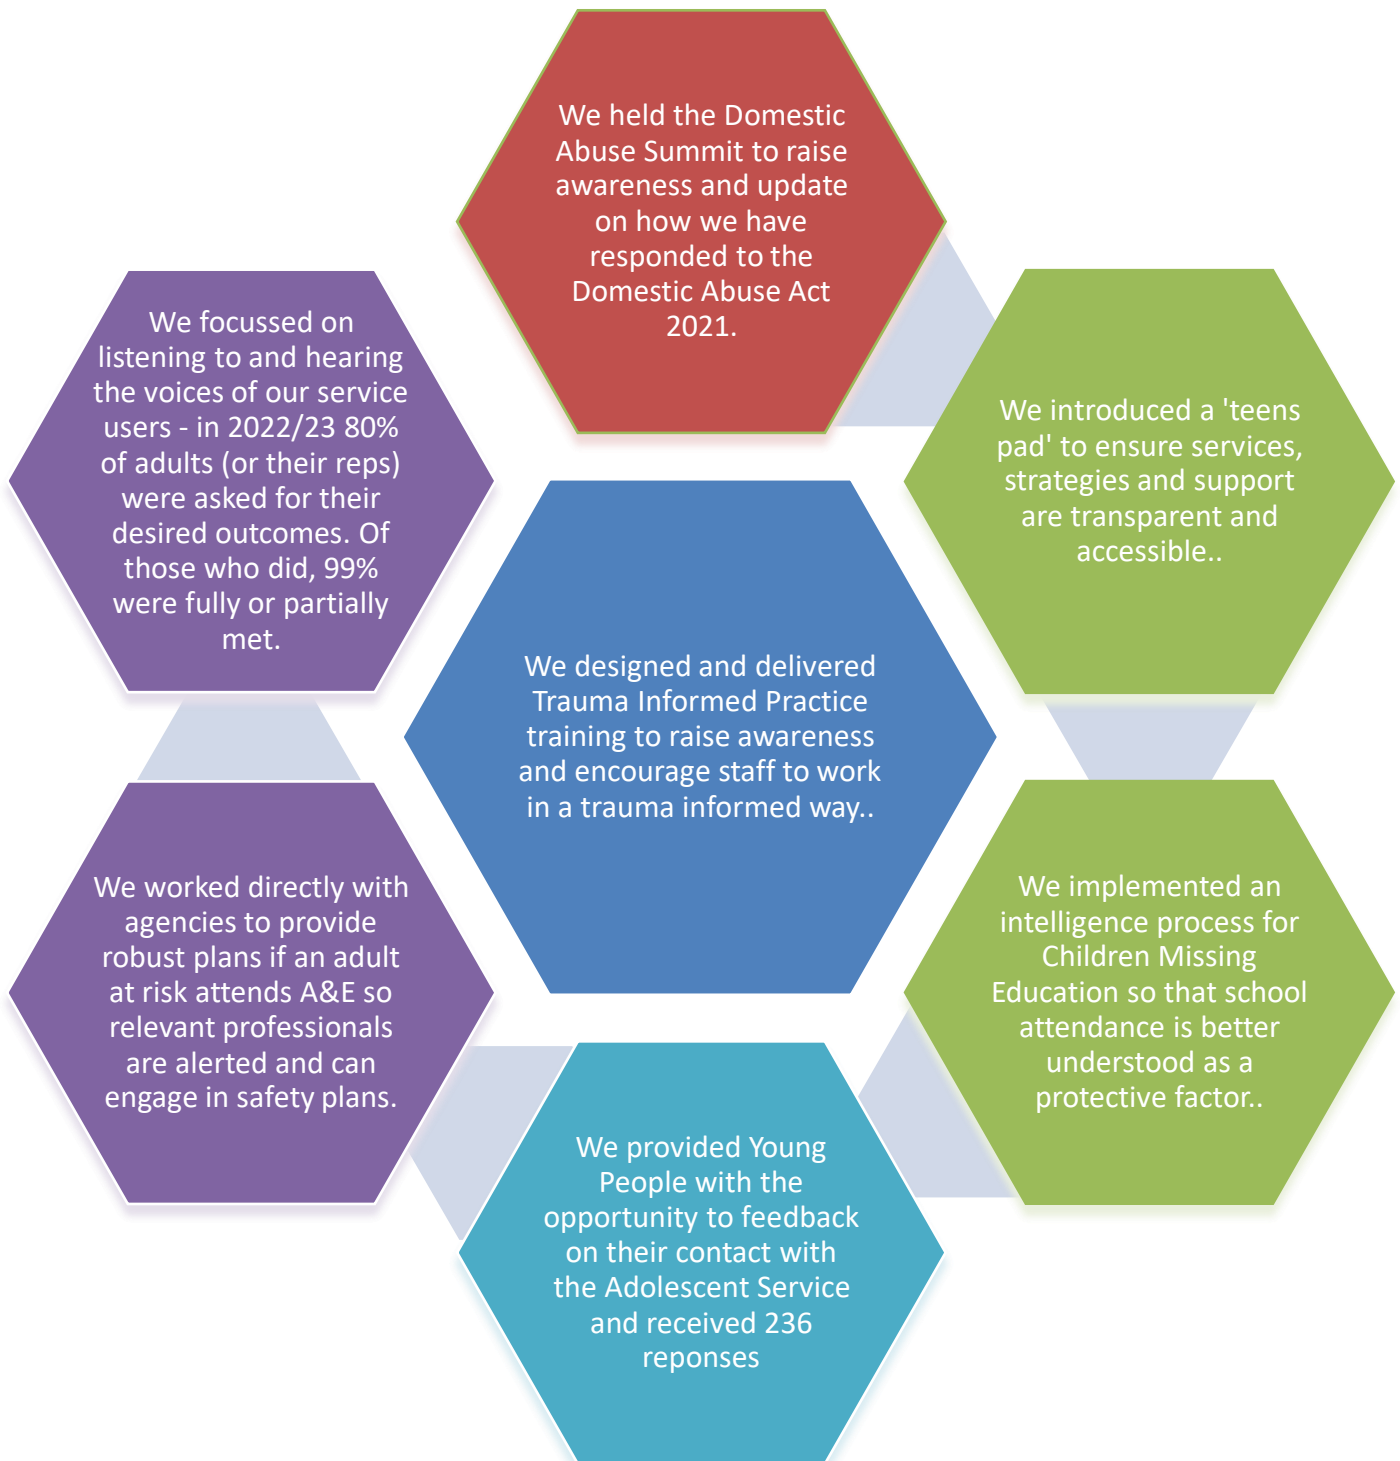 We held the Domestic
Abuse Summit to raise
awareness and update
on how we have
responded to the
Domestic Abuse Act
2021.
We introduced a 'teens
pad' to ensure services,
strategies and support
are transparent and
accessible..
We implemented an
intelligence process for
Children Missing
Education so that school
attendance is better
understood as a
protective factor..
We provided Young
People with the
opportunity to feedback
on their contact with
the Adolescent Service
and received 236
reponses
We worked directly with
agencies to provide
robust plans if an adult
at risk attends A&E so
relevant professionals
are alerted and can
engage in safety plans.
We focussed on
listening to and hearing
the voices of our service
users - in 2022/23 80%
of adults (or their reps)
were asked for their
desired outcomes. Of
those who did, 99%
were fully or partially
met.
We designed and delivered
Trauma Informed Practice
training to raise awareness
and encourage staff to work
in a trauma informed way..